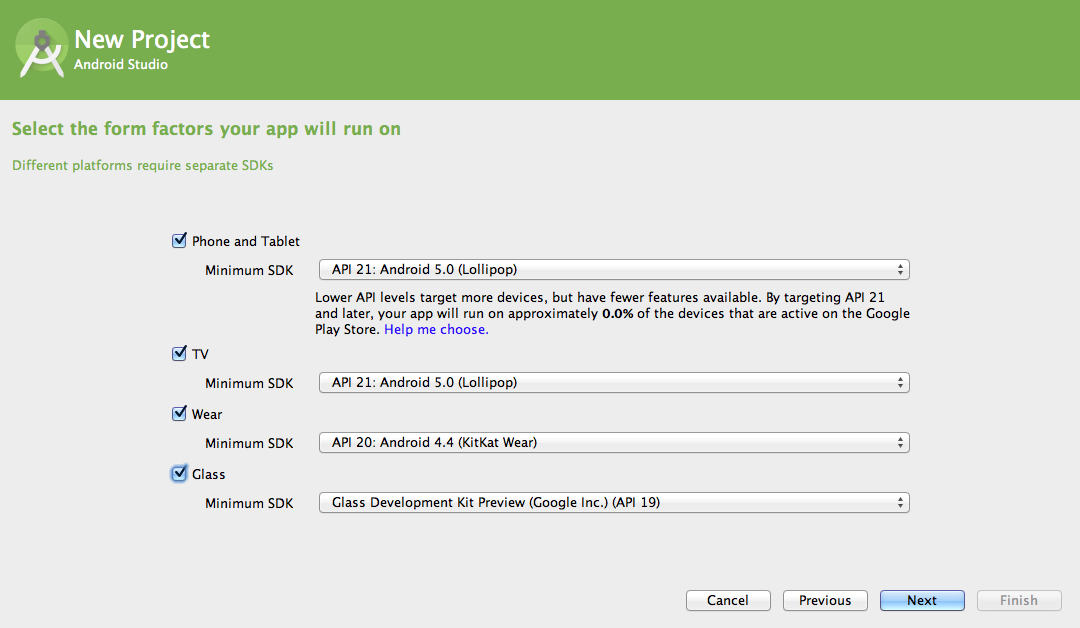 New Project
Android Studio
Select the form factors your app will run on
Different platforms require separate SDKs
Phone and Tablet
Minimum SDK API 21: Android 5.0 (Lollipop)
Lower API levels target more devices, but have fewer features available. By targeting API 21
and later, your app will run on approximately 0.0% of the devices that are active on the Google
Play Store. Help me choose.
TV
Minimum SDK API 21: Android 5.0 (Lollipop)
Wear
Minimum SDK API 20: Android 4.4 (KitKat Wear)
Glass
Minimum SDK Glass Development Kit Preview (Google Inc.) (API 19)
Cancel Previous Next Finish